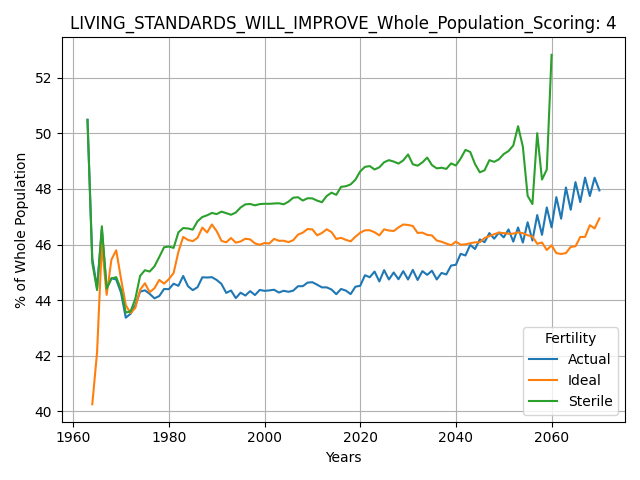 LIVING_STANDARDS_WILL_IMPROVE_Whole_Population_Scoring: 4
% of Whole Population
52
50
48
46
44
42
40
1960
1980
2000
2020
2040
2060
Years
Fertility
Actual
Ideal
Sterile